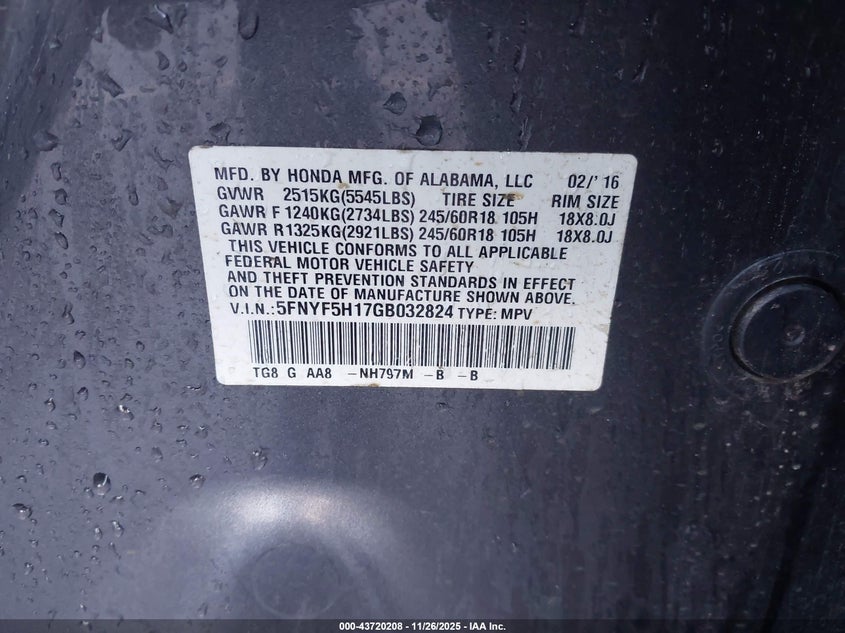 MFD. BY HONDA MFG. OF ALABAMA, LLC 02/'16
GVWR 2515KG(5545LBS) TIRE SIZE RIM SIZE
GAWR F 1240KG(2734LBS) 245/60R18 105H 18X8.0J
GAWR R1325KG(2921LBS) 245/60R18 105H 18X8.0J
THIS VEHICLE CONFORMS TO ALL APPLICABLE
FEDERAL MOTOR VEHICLE SAFETY
AND THEFT PREVENTION STANDARDS IN EFFECT
ON THE DATE OF MANUFACTURE SHOWN ABOVE.
V.I.N.:5FNYF5H17GB032824 TYPE: MPV
TG8 G AA8 -NH797M -B -B
000-43720208 - 11/26/2025 - IAA Inc.